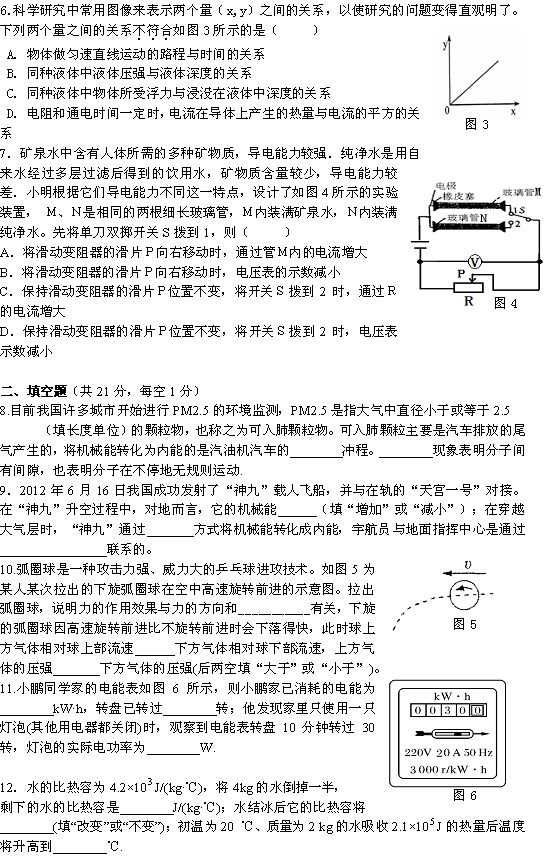 6.科学研究中常用图像来表示两个量(x,y)之间的关系，以使研究的问题变得直观明了。
下列两个量之间的关系不符合如图3所示的是（　　）
A. 物体做匀速直线运动的路程与时间的关系
B. 同种液体中液体压强与液体深度的关系
C. 同种液体中物体所受浮力与浸没在液体中深度的关系
D. 电阻和通电时间一定时,电流在导体上产生的热量与电流的平方的关
系
y
0
x
图 3
7. 矿泉水中含有人体所需的多种矿物质，导电能力较强．纯净水是用自
来水经过多层过滤后得到的饮用水，矿物质含量较少，导电能力较
差．小明根据它们导电能力不同这一特点，设计了如图4所示的实验
装置， M、N是相同的两根细长玻璃管，M内装满矿泉水，N内装满
纯净水。先将单刀双掷开关S拨到1，则（　　）
A．将滑动变阻器的滑片P向右移动时，通过管M内的电流增大
B．将滑动变阻器的滑片P向右移动时，电压表的示数减小
C．保持滑动变阻器的滑片P位置不变，将开关S 拨到 2 时，通过R
的电流增大
D．保持滑动变阻器的滑片P位置不变，将开关S 拨到 2 时，电压表
示数减小
电极
橡皮塞
玻璃管M
玻璃管N
1
S
2
V
P
R
图 4
二、填空题（共21分，每空1分）
8.目前我国许多城市开始进行PM2.5的环境监测，PM2.5是指大气中直径小于或等于2.5
（填长度单位）的颗粒物，也称之为可入肺颗粒物。可入肺颗粒主要是汽车排放的尾
气产生的，将机械能转化为内能的是汽油机汽车的______冲程。______现象表明分子间
有间隙，也表明分子在不停地无规则运动.
9．2012年6月16日我国成功发射了“神九”载人飞船，并与在轨的“天宫一号”对接。
在“神九”升空过程中，对地面言，它的机械能______（填“增加”或“减小”）；在穿越
大气层时，“神九”通过______方式将机械能转化成内能，宇航员与地面指挥中心是通过
____________联系的。
10.弧圈球是一种攻击力强、威力大的乒乓球进攻技术。如图5为
某人某次拉出的下旋弧圈球在空中高速旋转前进的示意图。拉出
弧圈球，说明力的作用效果与力的方向和__________有关，下旋
的弧圈球因高速旋转前进比不旋转前进时会下落得快，此时球上
方气体相对球上部流速______下方气体相对球下部流速，上方气
体的压强______下方气体的压强(后两空填“大于”或“小于”)。
υ
图 5
11.小鹏同学家的电能表如图 6 所示，则小鹏家已消耗的电能为
________kW·h，转盘已转过________转；他发现家里只使用一只
灯泡(其他用电器都关闭)时，观察到电能表转盘 10 分钟转过 30
转，灯泡的实际电功率为________W.
kW·h
0 0 3 0 0
220V 20 A 50 Hz
3 000 r/kW·h
图 6
12．水的比热容为4.2×10³J/(kg·℃)，将4kg的水倒掉一半，
剩下的水的比热容是________J/(kg·℃)；水结冰后它的比热容将
________(填“改变”或“不变”)；初温为20 ℃、质量为2 kg的水吸收2.1×10⁵J的热量后温度
将升高到________℃.